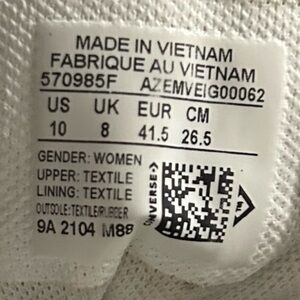 MADE IN VIETNAM
FABRIQUE AU VIETNAM
570985F AZEMVEIG00062
US UK EUR CM
10 8 41.5 26.5
GENDER: WOMEN
UPPER: TEXTILE
LINING: TEXTILE
OUTSOLE: TEXTILE/RUBBER
9A 2104 M88
CONVERSE